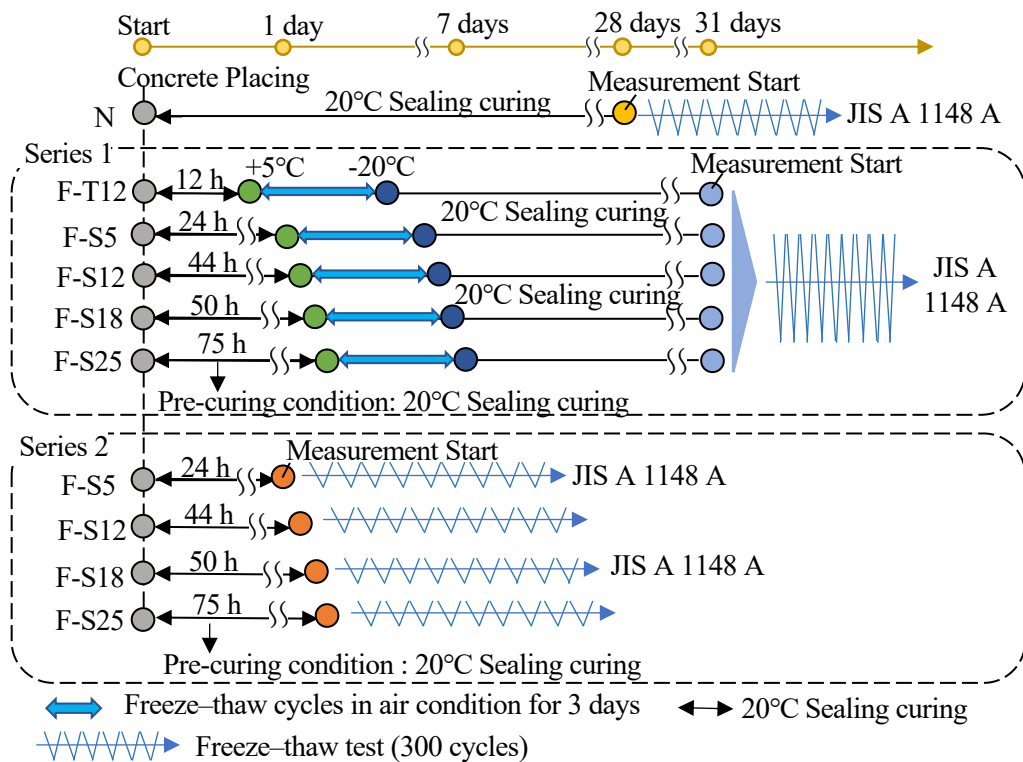 Start
1 day
7 days
28 days
31 days
Concrete Placing
Measurement Start
N
20°C Sealing curing
JIS A 1148 A
Series 1
Measurement Start
+5°C
-20°C
F-T12
12 h
20°C Sealing curing
F-S5
24 h
F-S12
44 h
JIS A
1148 A
20°C Sealing curing
F-S18
50 h
F-S25
75 h
Pre-curing condition: 20°C Sealing curing
Series 2
Measurement Start
F-S5
24 h
JIS A 1148 A
F-S12
44 h
F-S18
50 h
JIS A 1148 A
F-S25
75 h
Pre-curing condition : 20°C Sealing curing
Freeze–thaw cycles in air condition for 3 days
20°C Sealing curing
Freeze–thaw test (300 cycles)